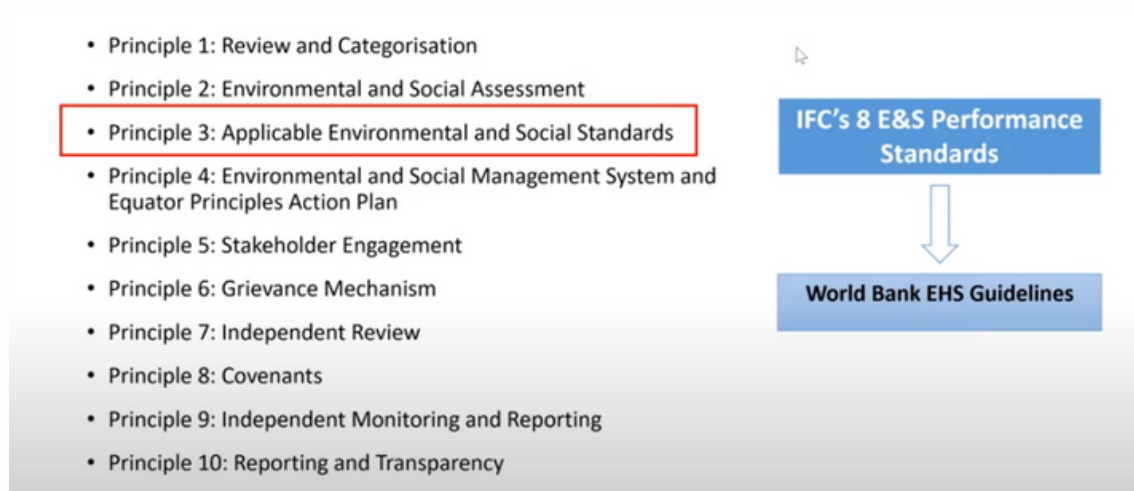 • Principle 1: Review and Categorisation
• Principle 2: Environmental and Social Assessment
• Principle 3: Applicable Environmental and Social Standards
• Principle 4: Environmental and Social Management System and
Equator Principles Action Plan
• Principle 5: Stakeholder Engagement
• Principle 6: Grievance Mechanism
• Principle 7: Independent Review
• Principle 8: Covenants
• Principle 9: Independent Monitoring and Reporting
• Principle 10: Reporting and Transparency
IFC's 8 E&S Performance
Standards
World Bank EHS Guidelines